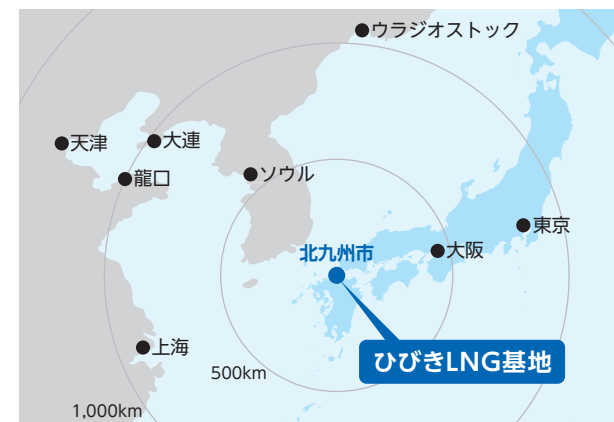 ウラジオストック
天津
大連
龍口
ソウル
東京
北九州市
大阪
上海
ひびきLNG基地
500km
1,000km